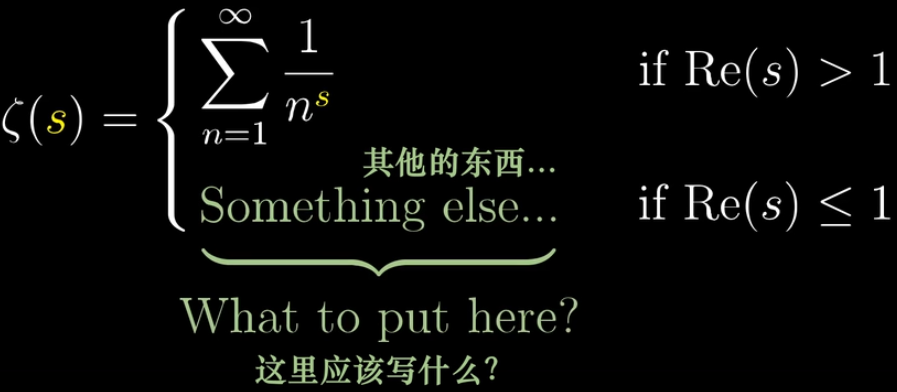 ζ(s) = { ∑_{n=1}^{∞} 1/n^s if Re(s) > 1
其他的东西...
Something else... if Re(s) ≤ 1
What to put here?
这里应该写什么?